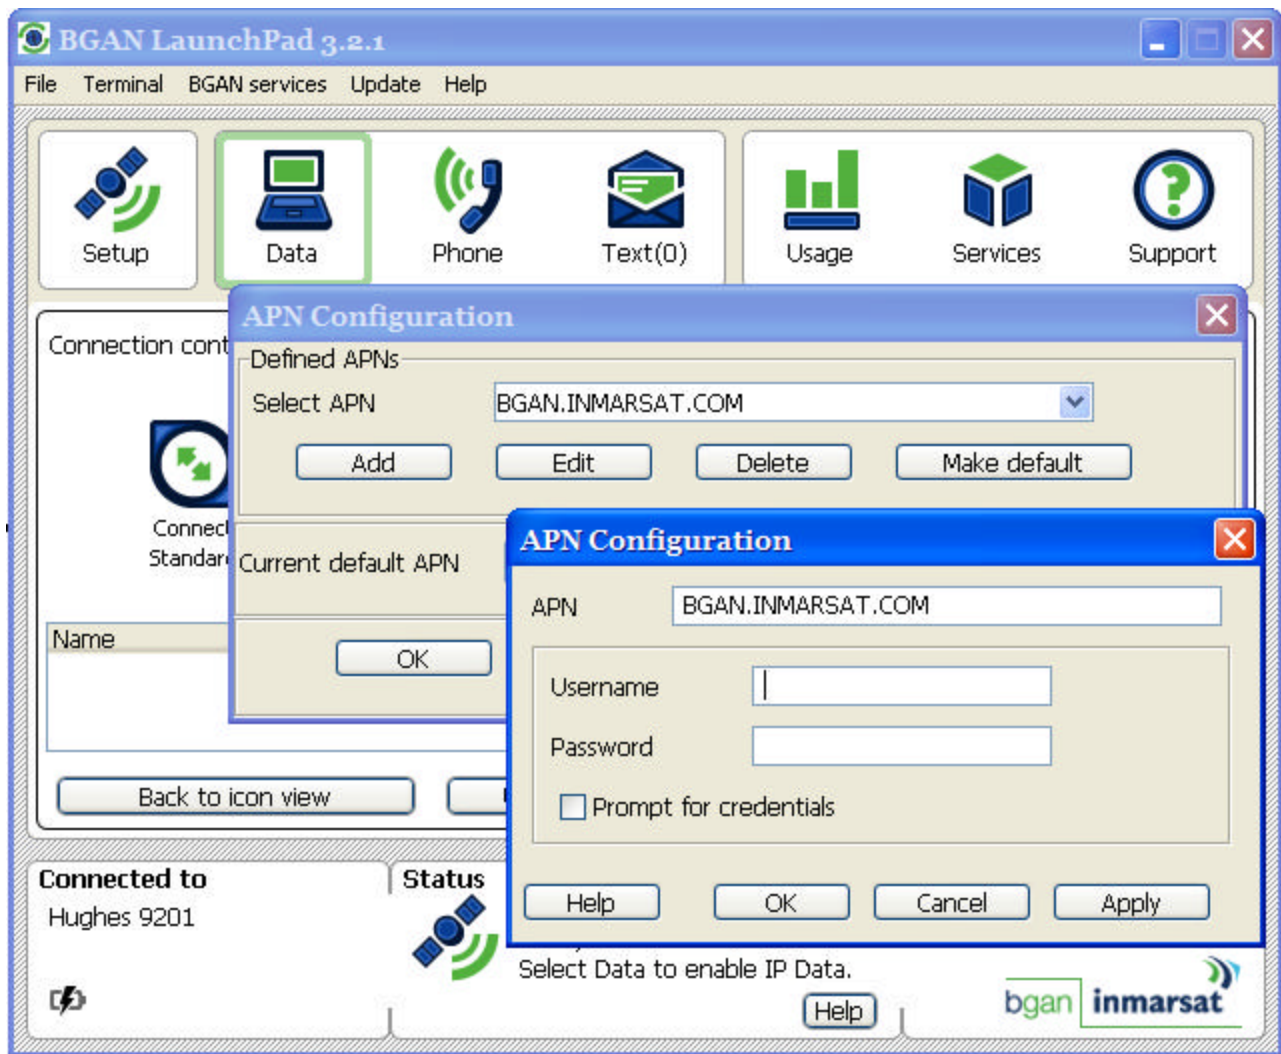 BGAN LaunchPad 3.2.1
File Terminal BGAN services Update Help
Setup Data Phone Text(0) Usage Services Support
APN Configuration
Connection cont
Defined APNs
Select APN BGAN.INMARSAT.COM
Add Edit Delete Make default
Connect
Standar
Current default APN
APN Configuration
APN BGAN.INMARSAT.COM
Name
OK
Username
Password
Back to icon view
Prompt for credentials
Connected to
Hughes 9201
Status
Help OK Cancel Apply
Select Data to enable IP Data.
Help
bgan inmarsat